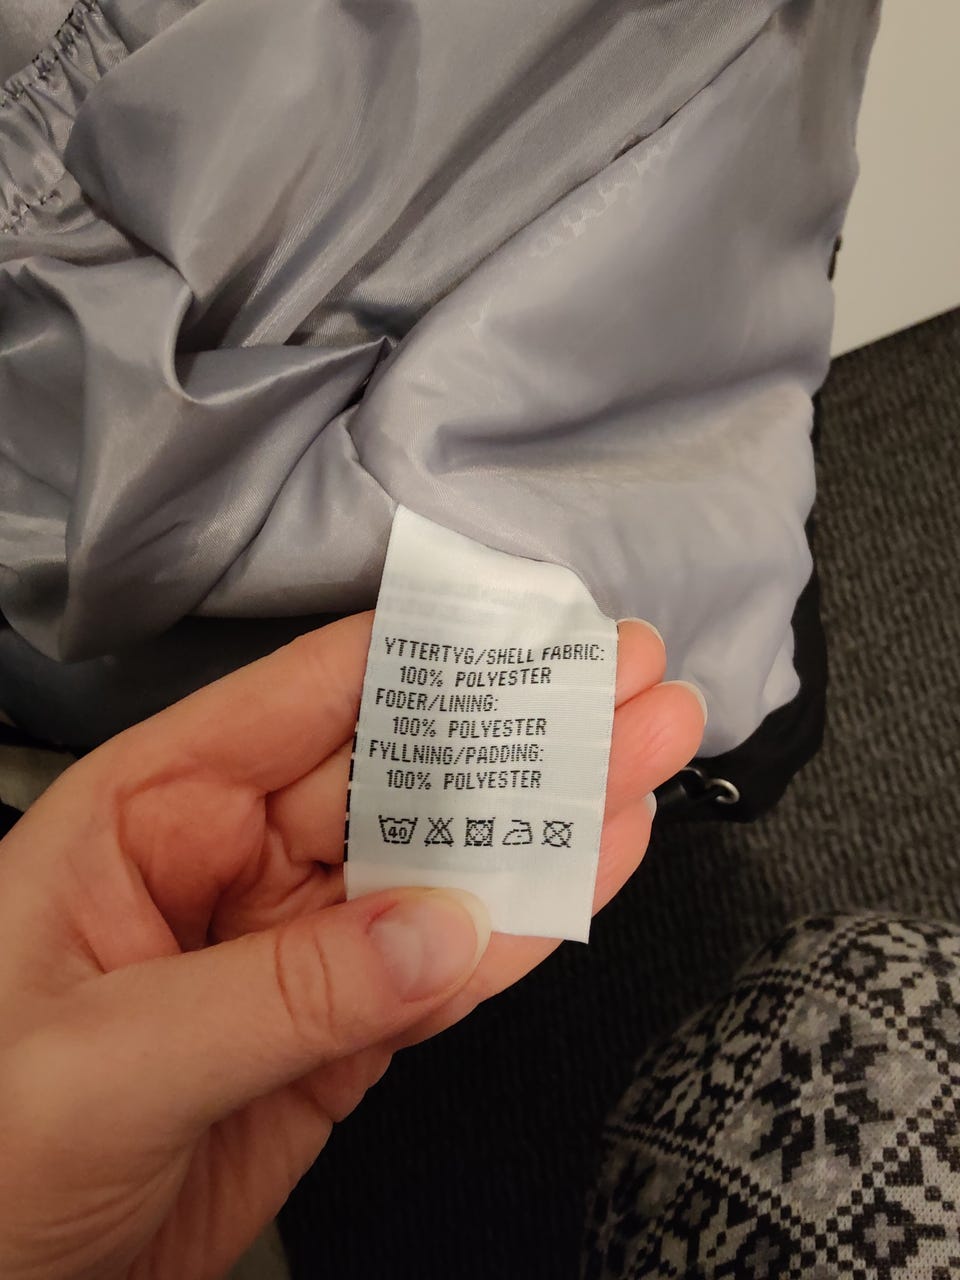 YTTERTYG/SHELL FABRIC:
100% POLYESTER
FODER/LINING:
100% POLYESTER
FYLLNING/PADDING:
100% POLYESTER
40